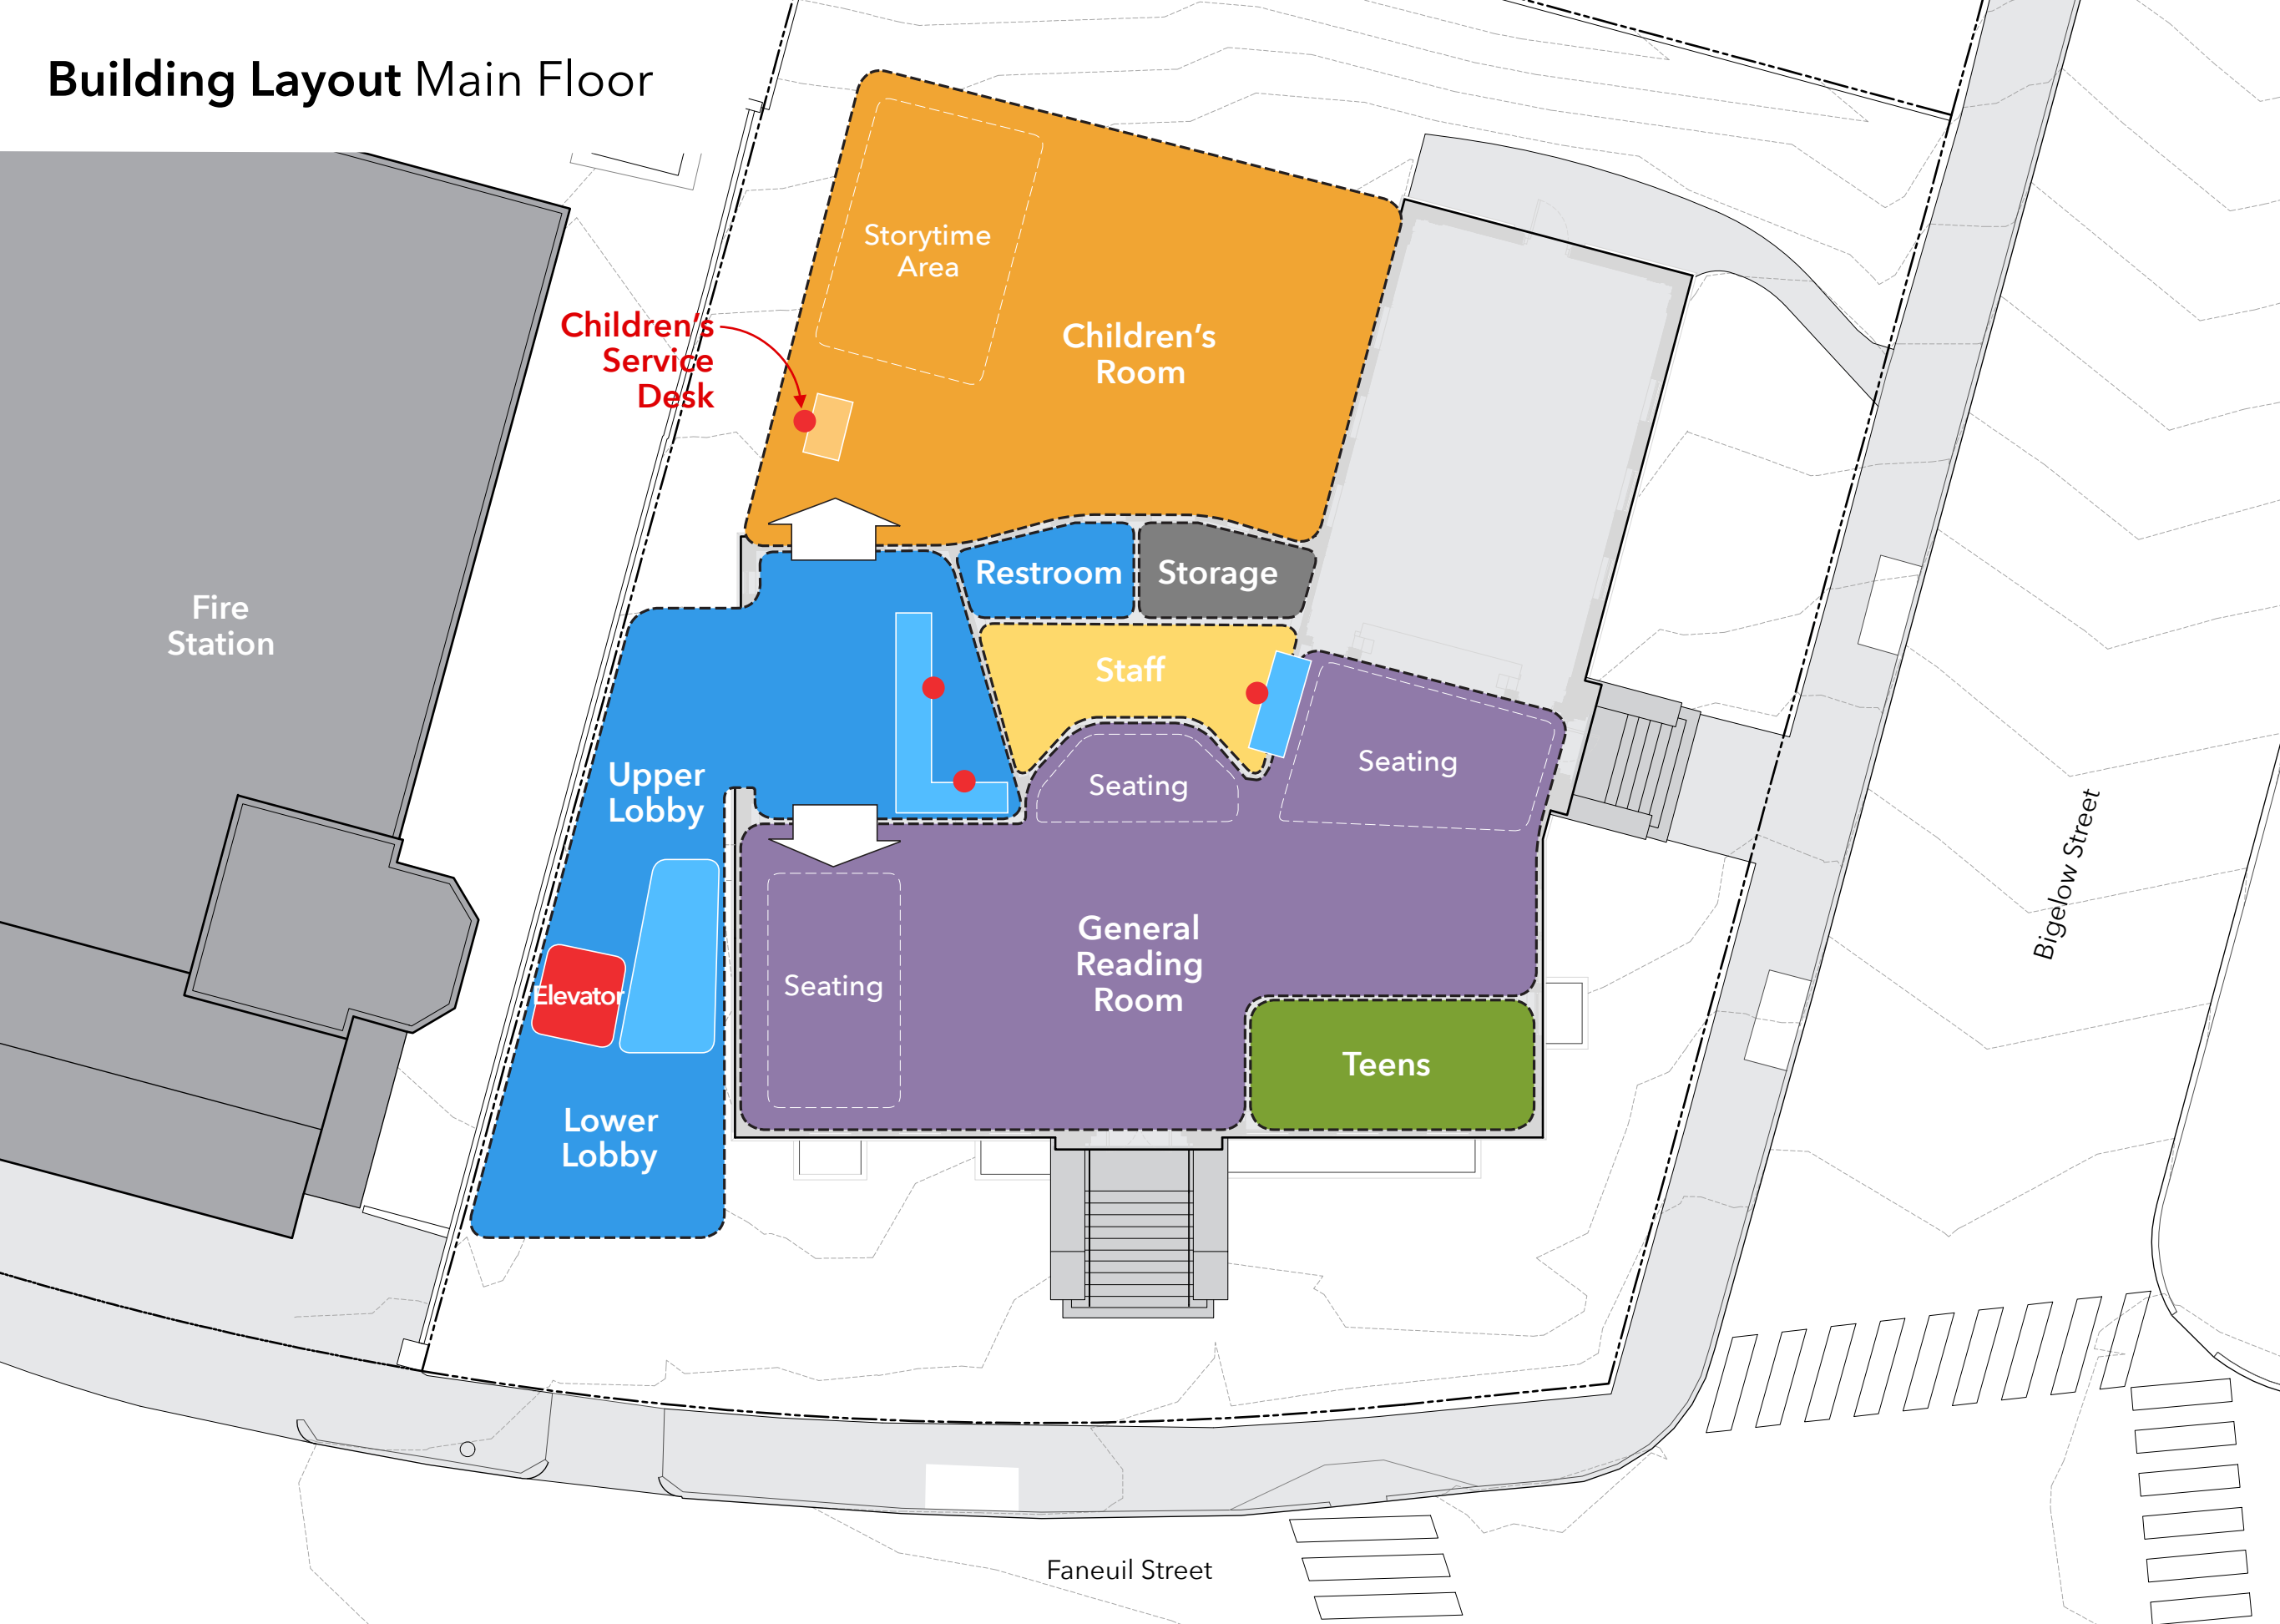 Building Layout Main Floor
Storytime
Area
Children's
Service
Desk
Children's
Room
Restroom
Storage
Fire
Station
Staff
Upper
Lobby
Seating
Seating
General
Reading
Room
Seating
Elevator
Teens
Lower
Lobby
Bigelow Street
Faneuil Street